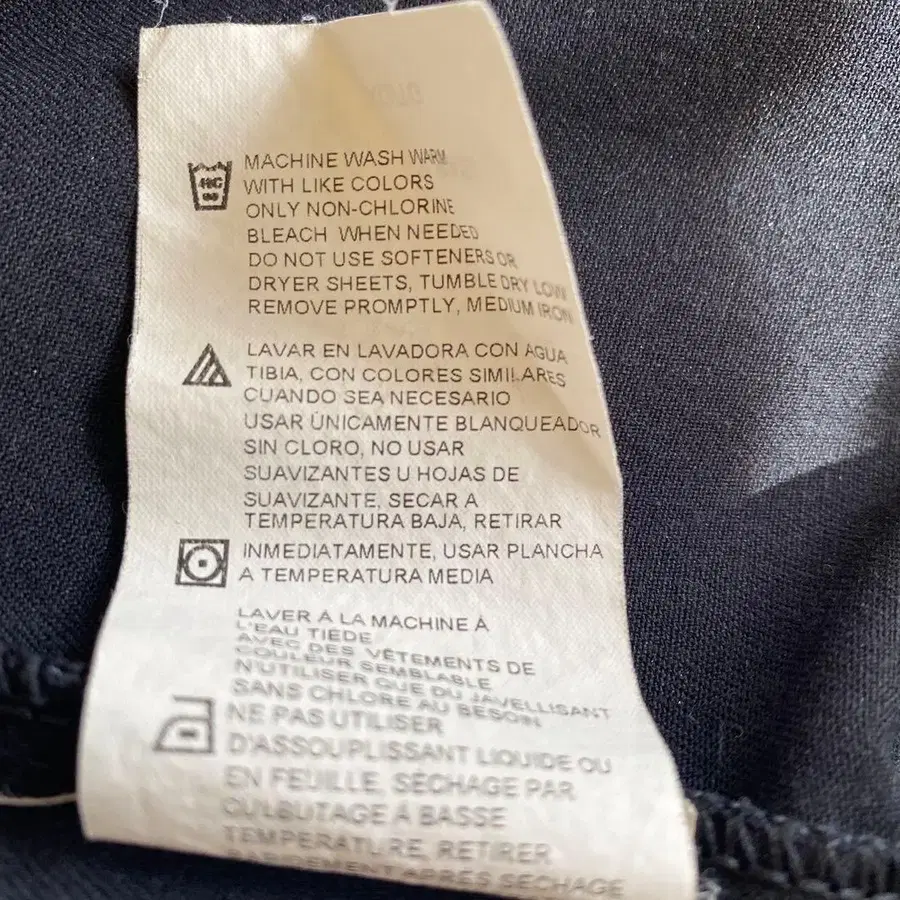 MACHINE WASH WARM
WITH LIKE COLORS
ONLY NON-CHLORINE
BLEACH WHEN NEEDED
DO NOT USE SOFTENERS OR
DRYER SHEETS, TUMBLE DRY LOW
REMOVE PROMPTLY, MEDIUM IRON
LAVAR EN LAVADORA CON AGUA
TIBIA, CON COLORES SIMILARES
CUANDO SEA NECESARIO
USAR ÚNICAMENTE BLANQUEADOR
SIN CLORO, NO USAR
SUAVIZANTES U HOJAS DE
SUAVIZANTE, SECAR A
TEMPERATURA BAJA, RETIRAR
INMEDIATAMENTE, USAR PLANCHA
A TEMPERATURA MEDIA
LAVER À LA MACHINE À
L'EAU TIÈDE
AVEC DES VÊTEMENTS DE
COULEUR SEMBLABLE
N'UTILISER QUE DU JAVELLISANT
SANS CHLORE AU BESOIN
NE PAS UTILISER
D'ASSOUPLISSANT LIQUIDE OU
EN FEUILLE, SÉCHAGE PAR
CULBUTAGE À BASSE
TEMPERATURE, RETIRER
RAPIDEMENT APRÈS SÉCHAGE